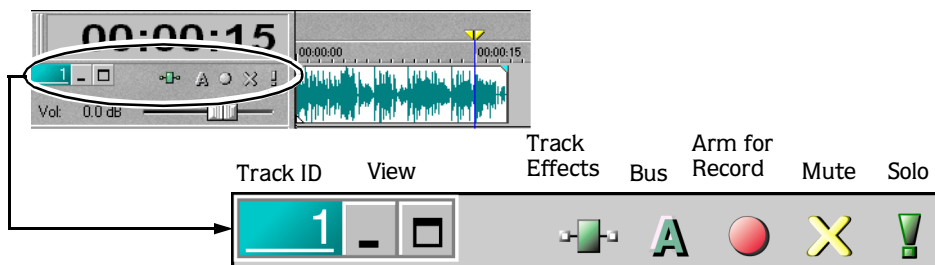 00:00:15
00:00:00 00:00:15
1 A
Vol: 0.0 dB
Track Effects
Arm for Record
Track ID View Bus Mute Solo
1 A